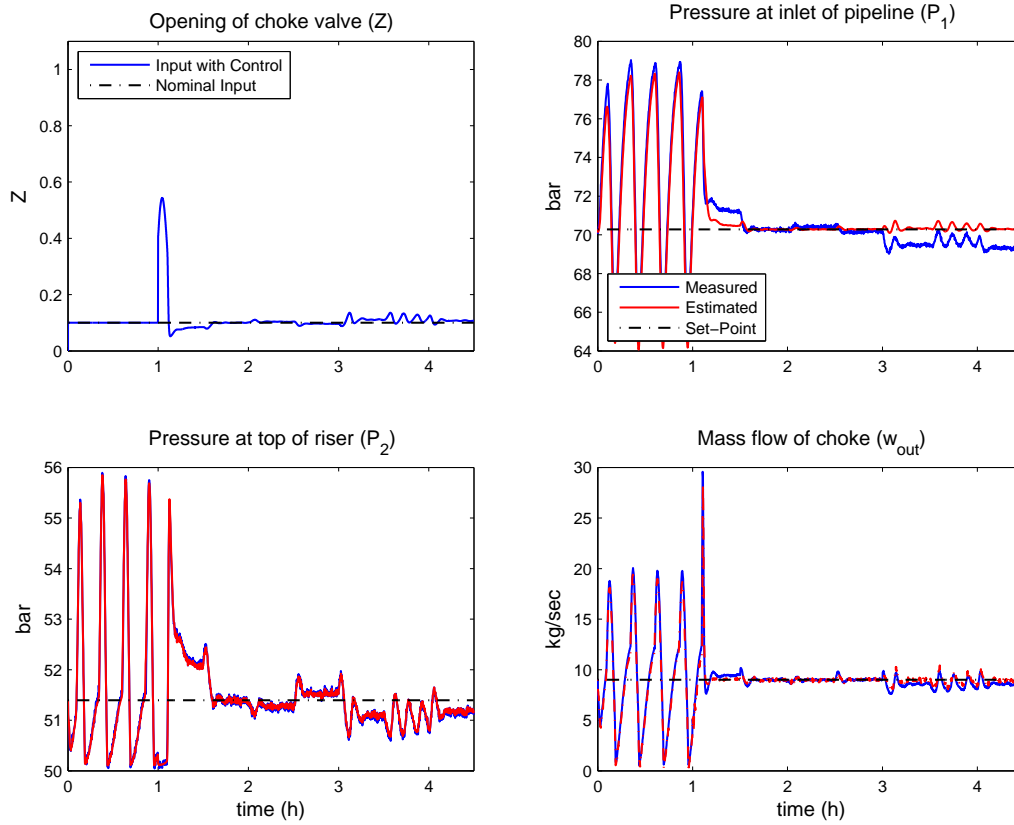 Opening of choke valve (Z)
1
0.8
0.6
0.4
0.2
0
Z
0 1 2 3 4
Input with Control
Nominal Input
Pressure at inlet of pipeline (P_1)
80
78
76
74
72
70
68
66
64
bar
0 1 2 3 4
Measured
Estimated
Set−Point
Pressure at top of riser (P_2)
56
55
54
53
52
51
50
bar
0 1 2 3 4
time (h)
Mass flow of choke (w_out)
30
25
20
15
10
5
0
kg/sec
0 1 2 3 4
time (h)